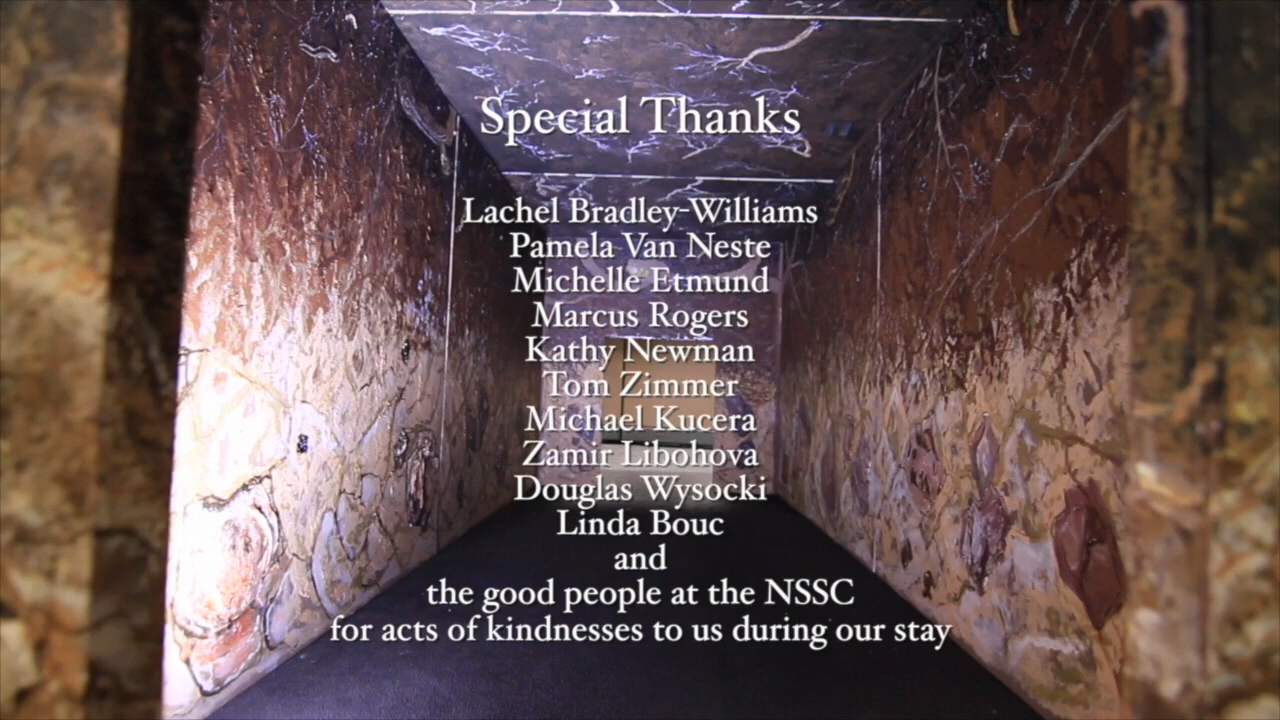 Special Thanks
Lachel Bradley-Williams
Pamela Van Neste
Michelle Etmund
Marcus Rogers
Kathy Newman
Tom Zimmer
Michael Kucera
Zamir Libohova
Douglas Wysocki
Linda Bouc
and
the good people at the NSSC
for acts of kindnesses to us during our stay